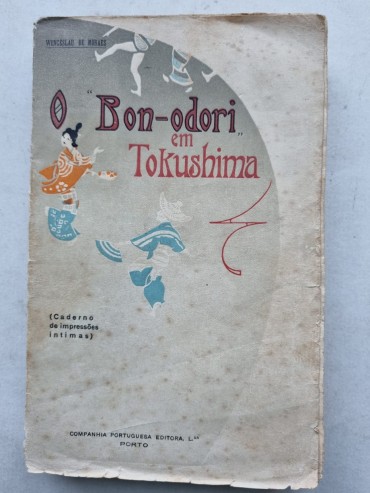 WENCESLAU DE MORAES
O "Bon-odori"
em
Tokushima
(Caderno
de impressões
íntimas)
COMPANHIA PORTUGUESA EDITORA, L.da
PORTO